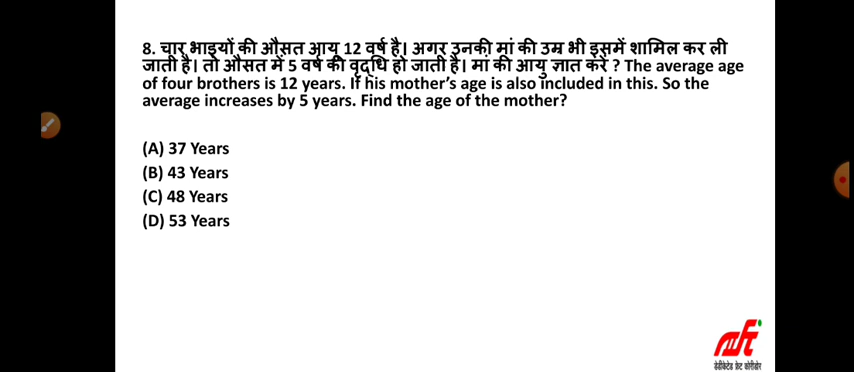 8. चार भाइयों की औसत आयु 12 वर्ष है। अगर उनकी मां की उम्र भी इसमें शामिल कर ली
जाती है। तो औसत में 5 वर्ष की वृद्धि हो जाती है। मां की आयु ज्ञात करें ? The average age
of four brothers is 12 years. If his mother’s age is also included in this. So the
average increases by 5 years. Find the age of the mother?
(A) 37 Years
(B) 43 Years
(C) 48 Years
(D) 53 Years
डेडीकेटेड फ्रेट कॉरीडोर